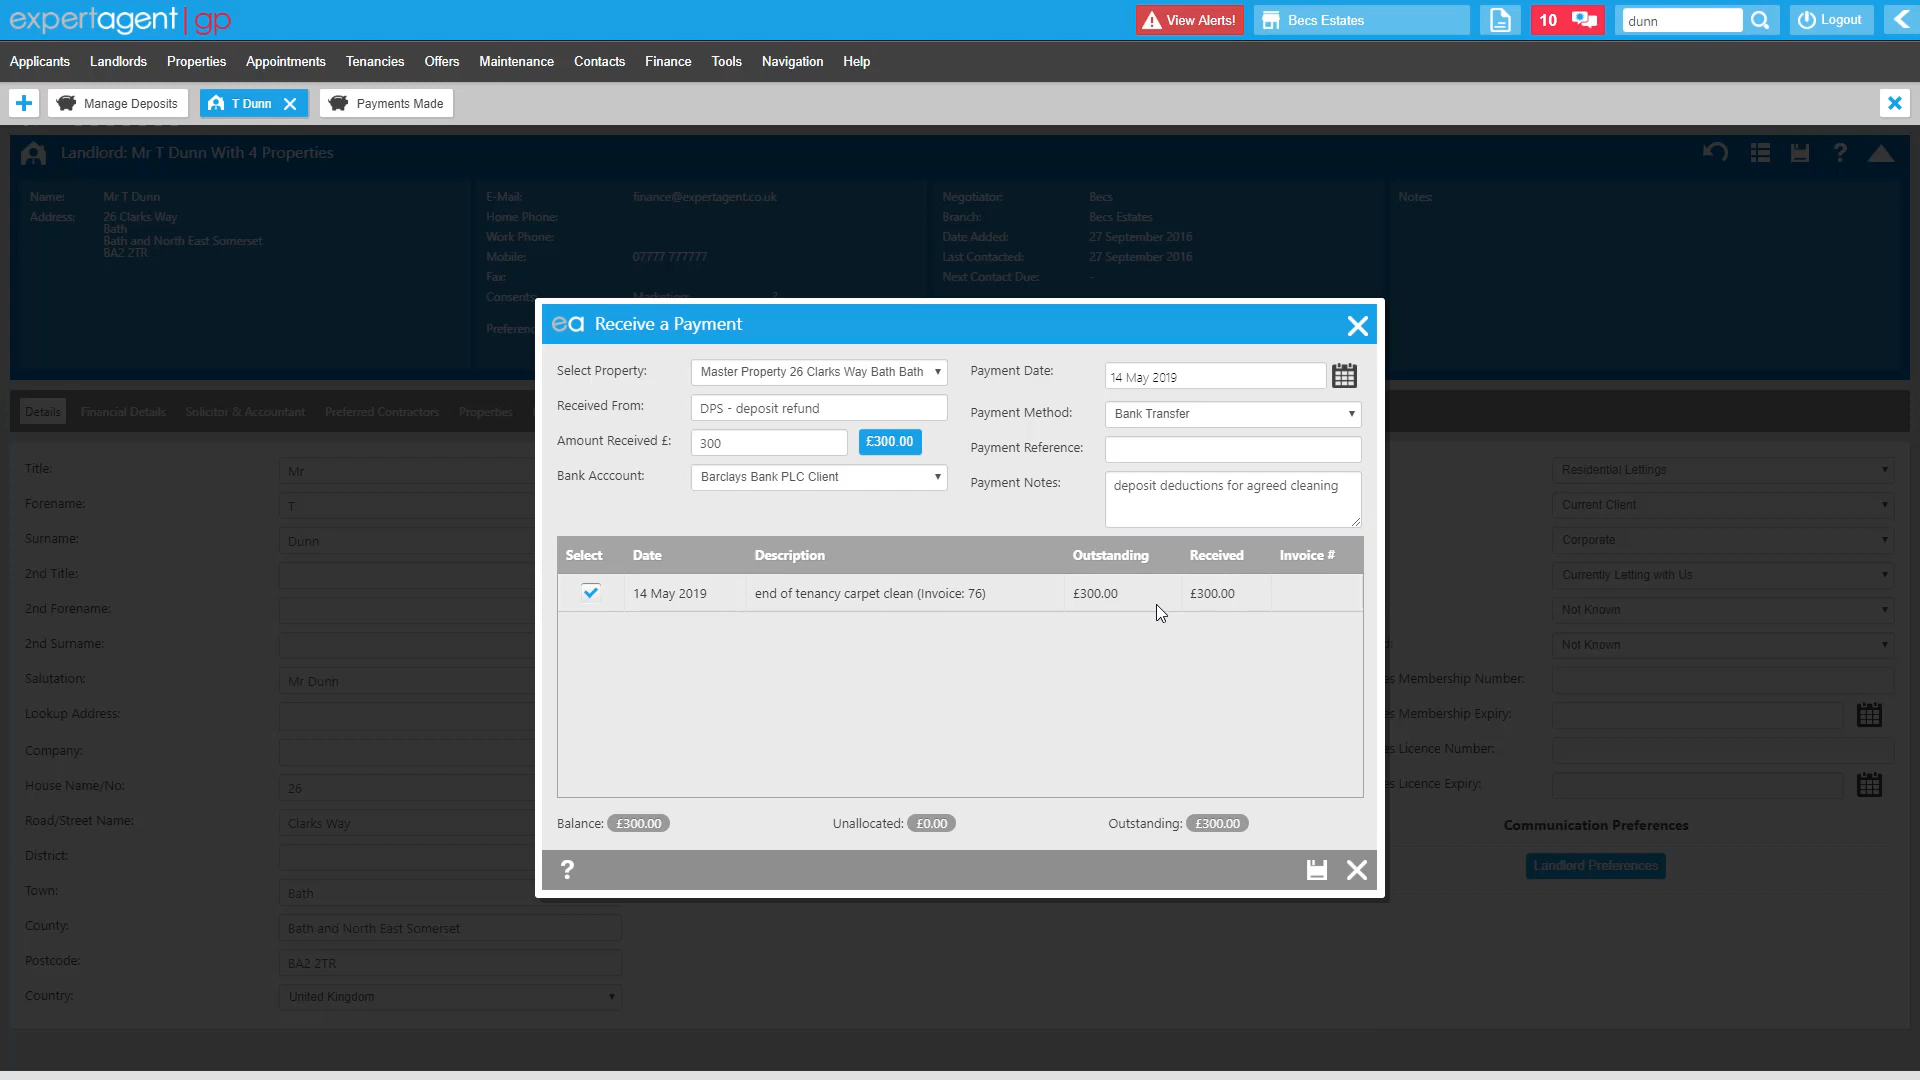 expertagent|gp
View Alerts!
Becs Estates
10
dunn
Logout
Applicants Landlords Properties Appointments Tenancies Offers Maintenance Contacts Finance Tools Navigation Help
Manage Deposits
T Dunn
Payments Made
Landlord: Mr T Dunn With 4 Properties
?
Name: Mr T Dunn
Address: 26 Clarks Way
Bath
Bath and North East Somerset
BA2 2TR
E-Mail: finance@expertagent.co.uk
Home Phone:
Work Phone:
Mobile: 07777 777777
Fax:
Consents: Marketing ?
Negotiator: Becs
Branch: Becs Estates
Date Added: 27 September 2016
Last Contacted: 27 September 2016
Next Contact Due: -
Notes:
ea Receive a Payment
Select Property: Master Property 26 Clarks Way Bath Bath
Received From: DPS - deposit refund
Amount Received £: 300 £300.00
Bank Acccount: Barclays Bank PLC Client
Payment Date: 14 May 2019
Payment Method: Bank Transfer
Payment Reference:
Payment Notes: deposit deductions for agreed cleaning
Select Date Description Outstanding Received Invoice #
14 May 2019 end of tenancy carpet clean (Invoice: 76) £300.00 £300.00
Balance: £300.00 Unallocated: £0.00 Outstanding: £300.00
?
Details Financial Details Solicitor & Accountant Preferred Contractors Properties
Title: Mr
Forename: T
Surname: Dunn
2nd Title:
2nd Forename:
2nd Surname:
Salutation: Mr Dunn
Lookup Address:
Company:
House Name/No: 26
Road/Street Name: Clarks Way
District:
Town: Bath
County: Bath and North East Somerset
Postcode: BA2 2TR
Country: United Kingdom
Residential Lettings
Current Client
Corporate
Currently Letting with Us
Not Known
Not Known
Membership Number:
Membership Expiry:
Licence Number:
Licence Expiry:
Communication Preferences
Landlord Preferences